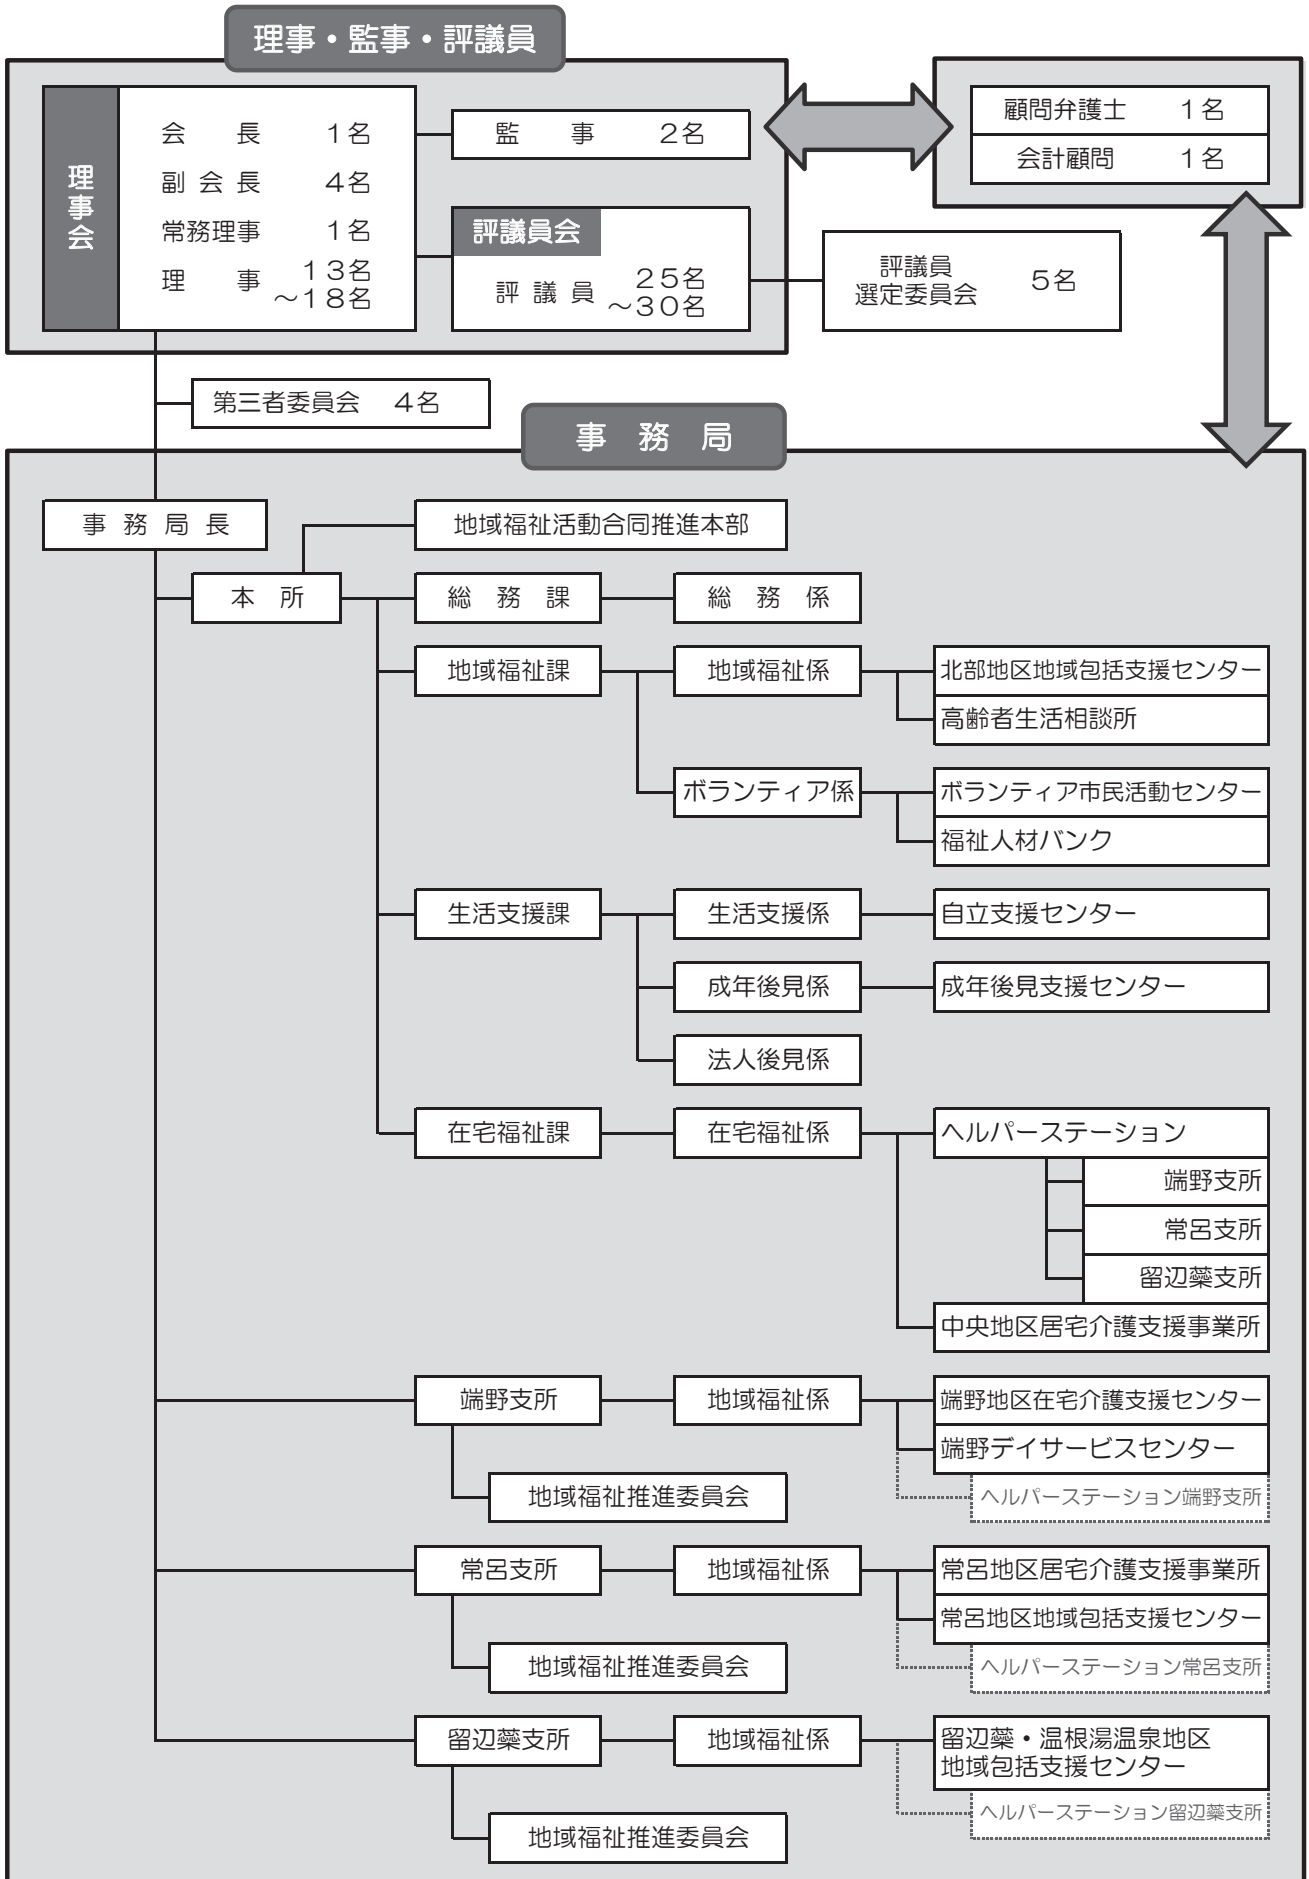 理事・監事・評議員
理事会
会長 1名
副会長 4名
常務理事 1名
理事 13名
～18名
監事 2名
評議員会
評議員 25名
～30名
顧問弁護士 1名
会計顧問 1名
評議員
選定委員会 5名
第三者委員会 4名
事務局
事務局長
地域福祉活動合同推進本部
本所
総務課
総務係
地域福祉課
地域福祉係
北部地区地域包括支援センター
高齢者生活相談所
ボランティア係
ボランティア市民活動センター
福祉人材バンク
生活支援課
生活支援係
自立支援センター
成年後見係
成年後見支援センター
法人後見係
在宅福祉課
在宅福祉係
ヘルパーステーション
端野支所
常呂支所
留辺蘂支所
中央地区居宅介護支援事業所
端野支所
地域福祉係
端野地区在宅介護支援センター
端野デイサービスセンター
ヘルパーステーション端野支所
地域福祉推進委員会
常呂支所
地域福祉係
常呂地区居宅介護支援事業所
常呂地区地域包括支援センター
ヘルパーステーション常呂支所
地域福祉推進委員会
留辺蘂支所
地域福祉係
留辺蘂・温根湯温泉地区
地域包括支援センター
ヘルパーステーション留辺蘂支所
地域福祉推進委員会